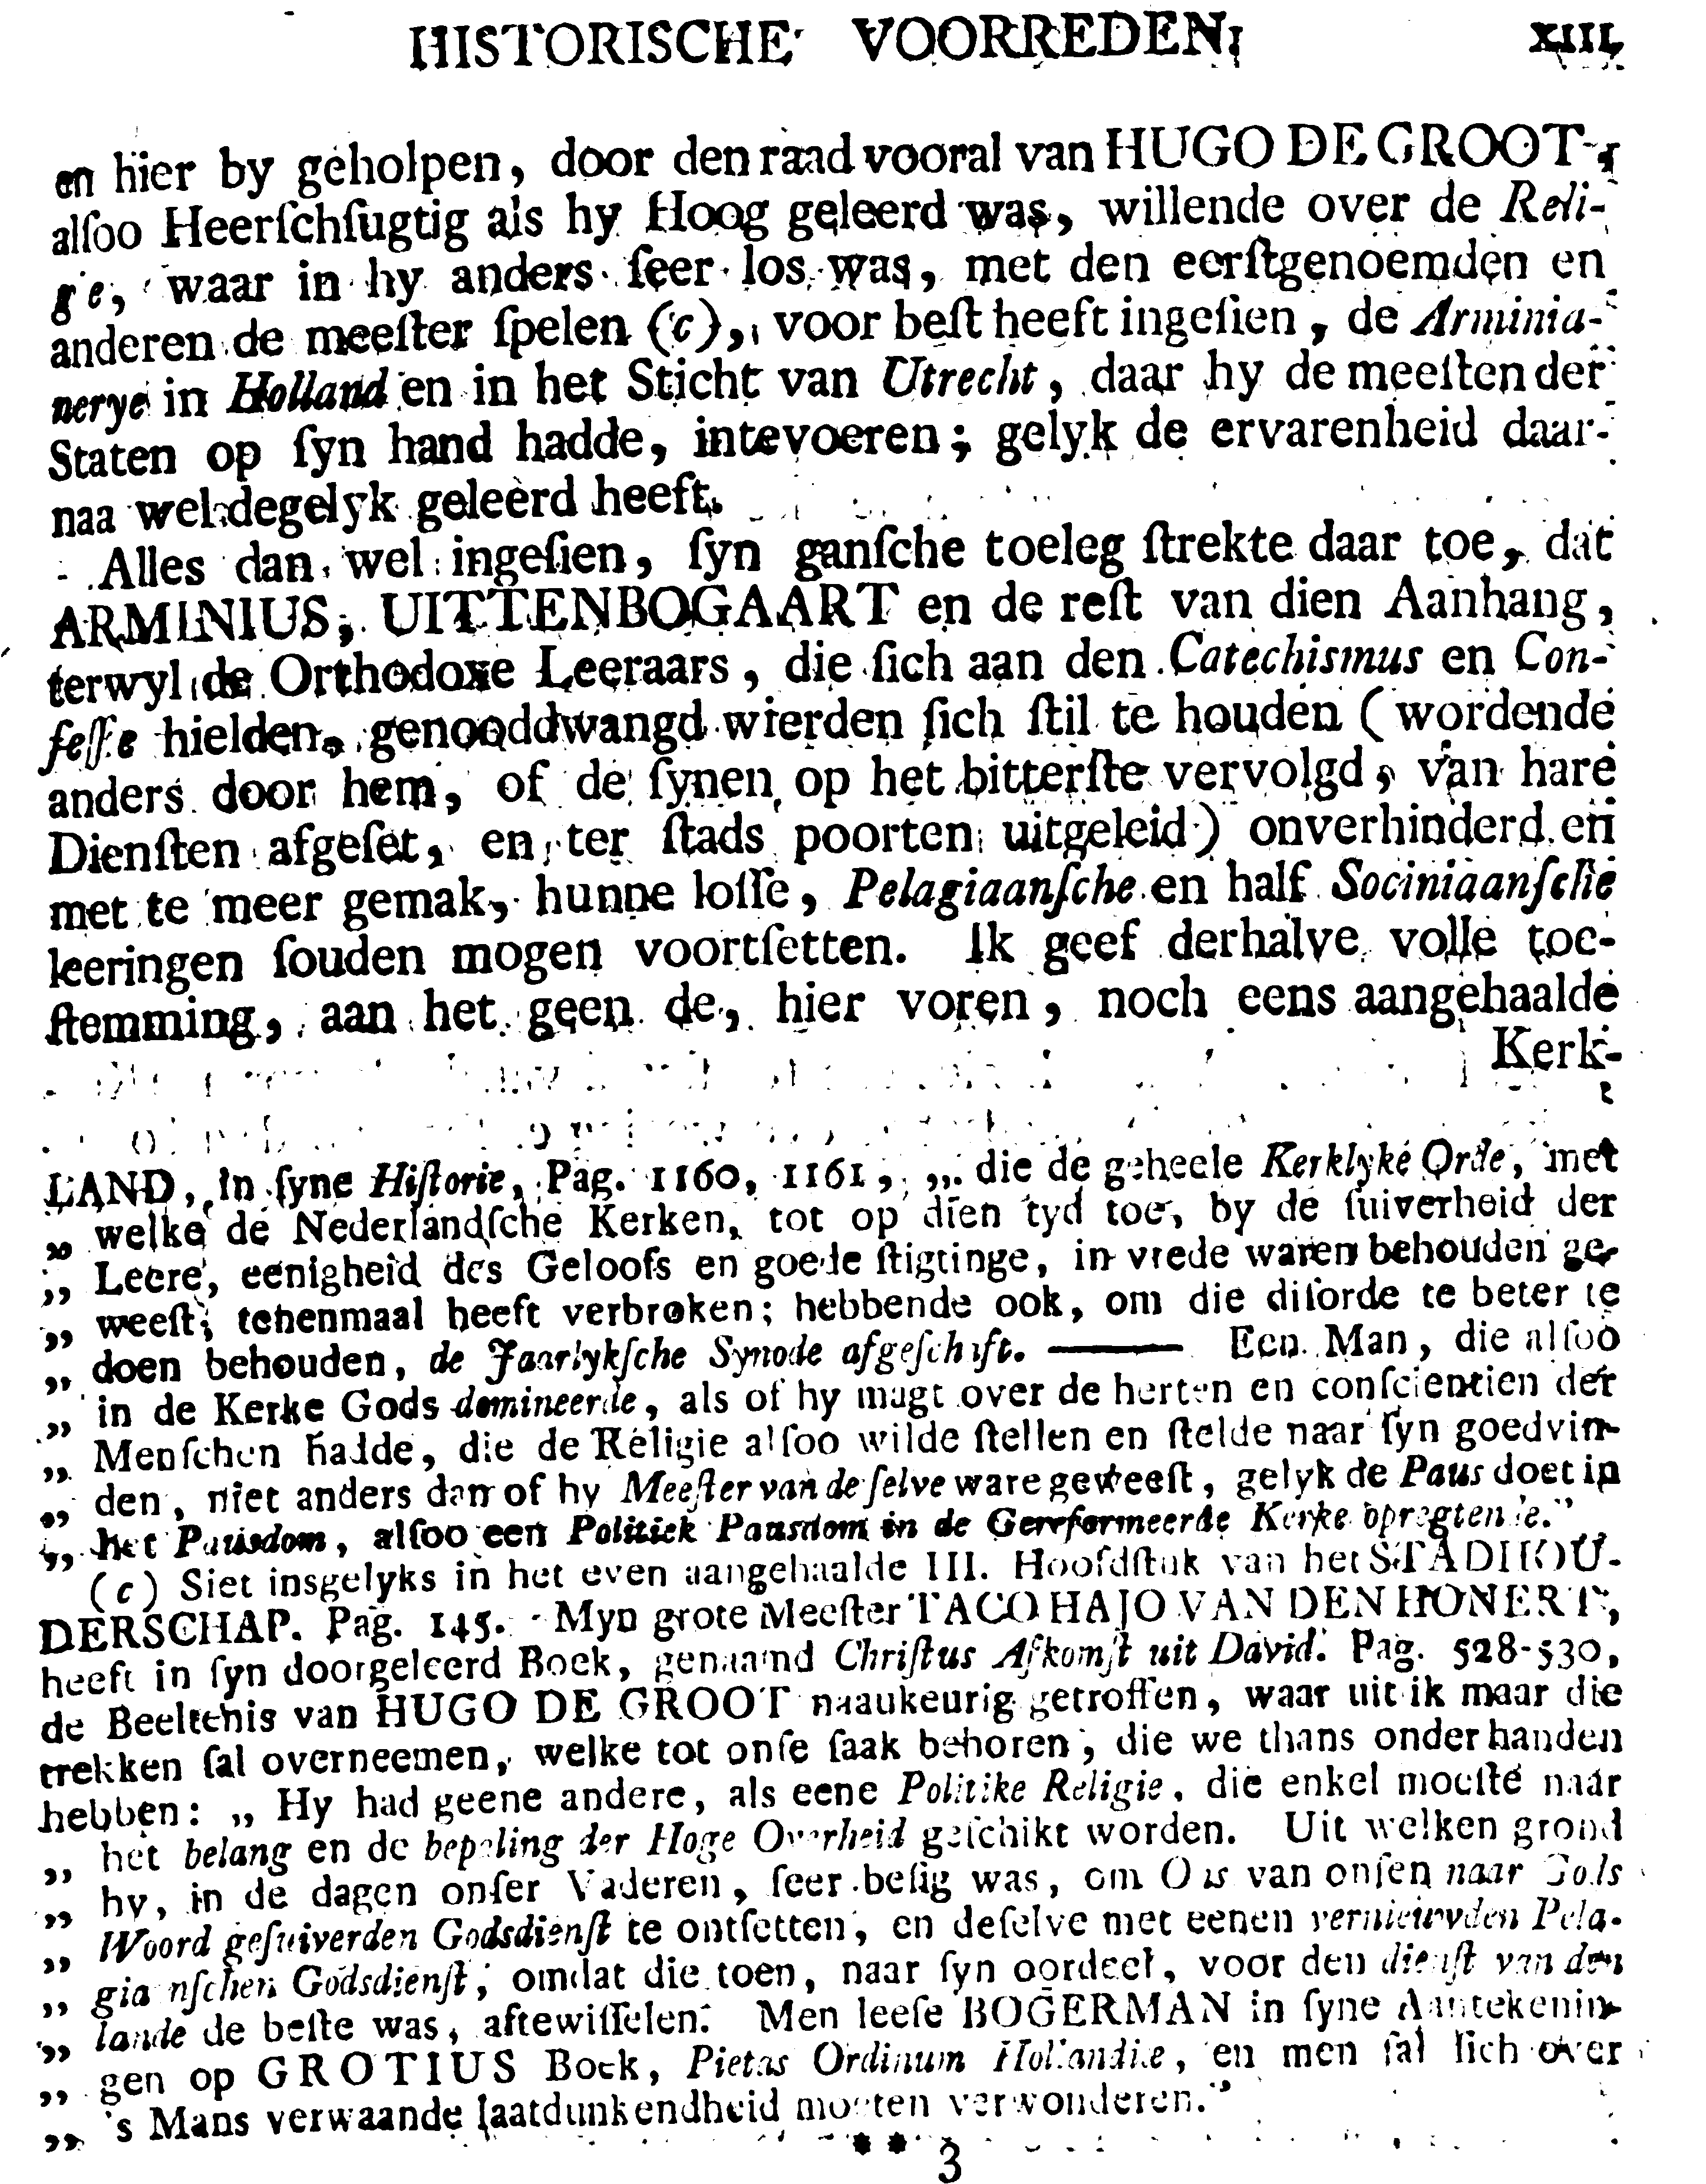 HISTORISCHE VOORREDEN. XIII.
en hier by geholpen, door den raad vooral van HUGO DE GROOT,
alſoo Heerſchſugtig als hy Hoog geleerd was, willende over de Reli-
gie, waar in hy anders ſeer los was, met den eerſtgenoemden en
anderen de meeſter ſpelen (c), voor beſt heeft ingeſien, de Arminia-
nerye in Holland en in het Sticht van Utrecht, daar hy de meeſten der
Staten op ſyn hand hadde, intevoeren; gelyk de ervarenheid daar-
naa wel degelyk geleerd heeft.
Alles dan wel ingeſien, ſyn ganſche toeleg ſtrekte daar toe, dat
ARMINIUS, UITTENBOGAART en de reſt van dien Aanhang,
terwyl de Orthodoxe Leeraars, die ſich aan den Catechismus en Con-
feſſie hielden, genooddwangd wierden ſich ſtil te houden (wordende
anders door hem, of de ſynen op het bitterſte vervolgd, van hare
Dienſten afgeſet, en ter ſtads poorten uitgeleid) onverhinderd en
met te meer gemak, hunne loſſe, Pelagiaanſche en half Sociniaanſche
leeringen ſouden mogen voortſetten. Ik geef derhalve volle toe-
ſtemming, aan het geen de, hier voren, noch eens aangehaalde
Kerk-
LAND, in ſyne Hiſtorie, Pag. 1160, 1161, „ die de geheele Kerklyke Orde, met
„ welke de Nederlandſche Kerken, tot op dien tyd toe, by de ſuiverheid der
„ Leere, eenigheid des Geloofs en goede ſtigtinge, in vrede waren behouden ge-
„ weeſt, tenenmaal heeft verbroken; hebbende ook, om die diſorde te beter te
„ doen behouden, de Jaarlykſche Synode afgeſchift. ——— Een Man, die alſoo
„ in de Kerke Gods domineerde, als of hy magt over de herten en conſcientien der
„ Menſchen hadde, die de Religie alſoo wilde ſtellen en ſtelde naar ſyn goedvin-
„ den, niet anders dan of hy Meeſter van de ſelve ware geweeſt, gelyk de Paus doet in
„ het Pausdom, alſoo een Politiek Pausdom in de Gereformeerde Kerke opregtende.”
(c) Siet insgelyks in het even aangehaalde III. Hoofdſtuk van het STADHOU-
DERSCHAP. Pag. 145. Myn grote Meeſter TACO HAJO VAN DEN HONERT,
heeft in ſyn doorgeleerd Boek, genaamd Chriſtus Afkomſt uit David. Pag. 528-530,
de Beeltenis van HUGO DE GROOT naaukeurig getroffen, waar uit ik maar die
trekken ſal overneemen, welke tot onſe ſaak behoren, die we thans onder handen
hebben: „ Hy had geene andere, als eene Politike Religie, die enkel moeſte naar
„ het belang en de bepaling der Hoge Overheid geſchikt worden. Uit welken grond
„ hy, in de dagen onſer Vaderen, ſeer beſig was, om Ons van onſen naar Gods
„ Woord geſuiverden Godsdienſt te ontſetten, en deſelve met eenen vernieuwden Pela-
„ gianſchen Godsdienſt, omdat die toen, naar ſyn oordeel, voor den dienſt van den
„ lande de beſte was, aftewiſſelen. Men leeſe BOGERMAN in ſyne Aantekenin-
„ gen op GROTIUS Boek, Pietas Ordinum Hollandiæ, en men ſal ſich over
„ 's Mans verwaande laatdunkendheid moeten verwonderen.”
** 3